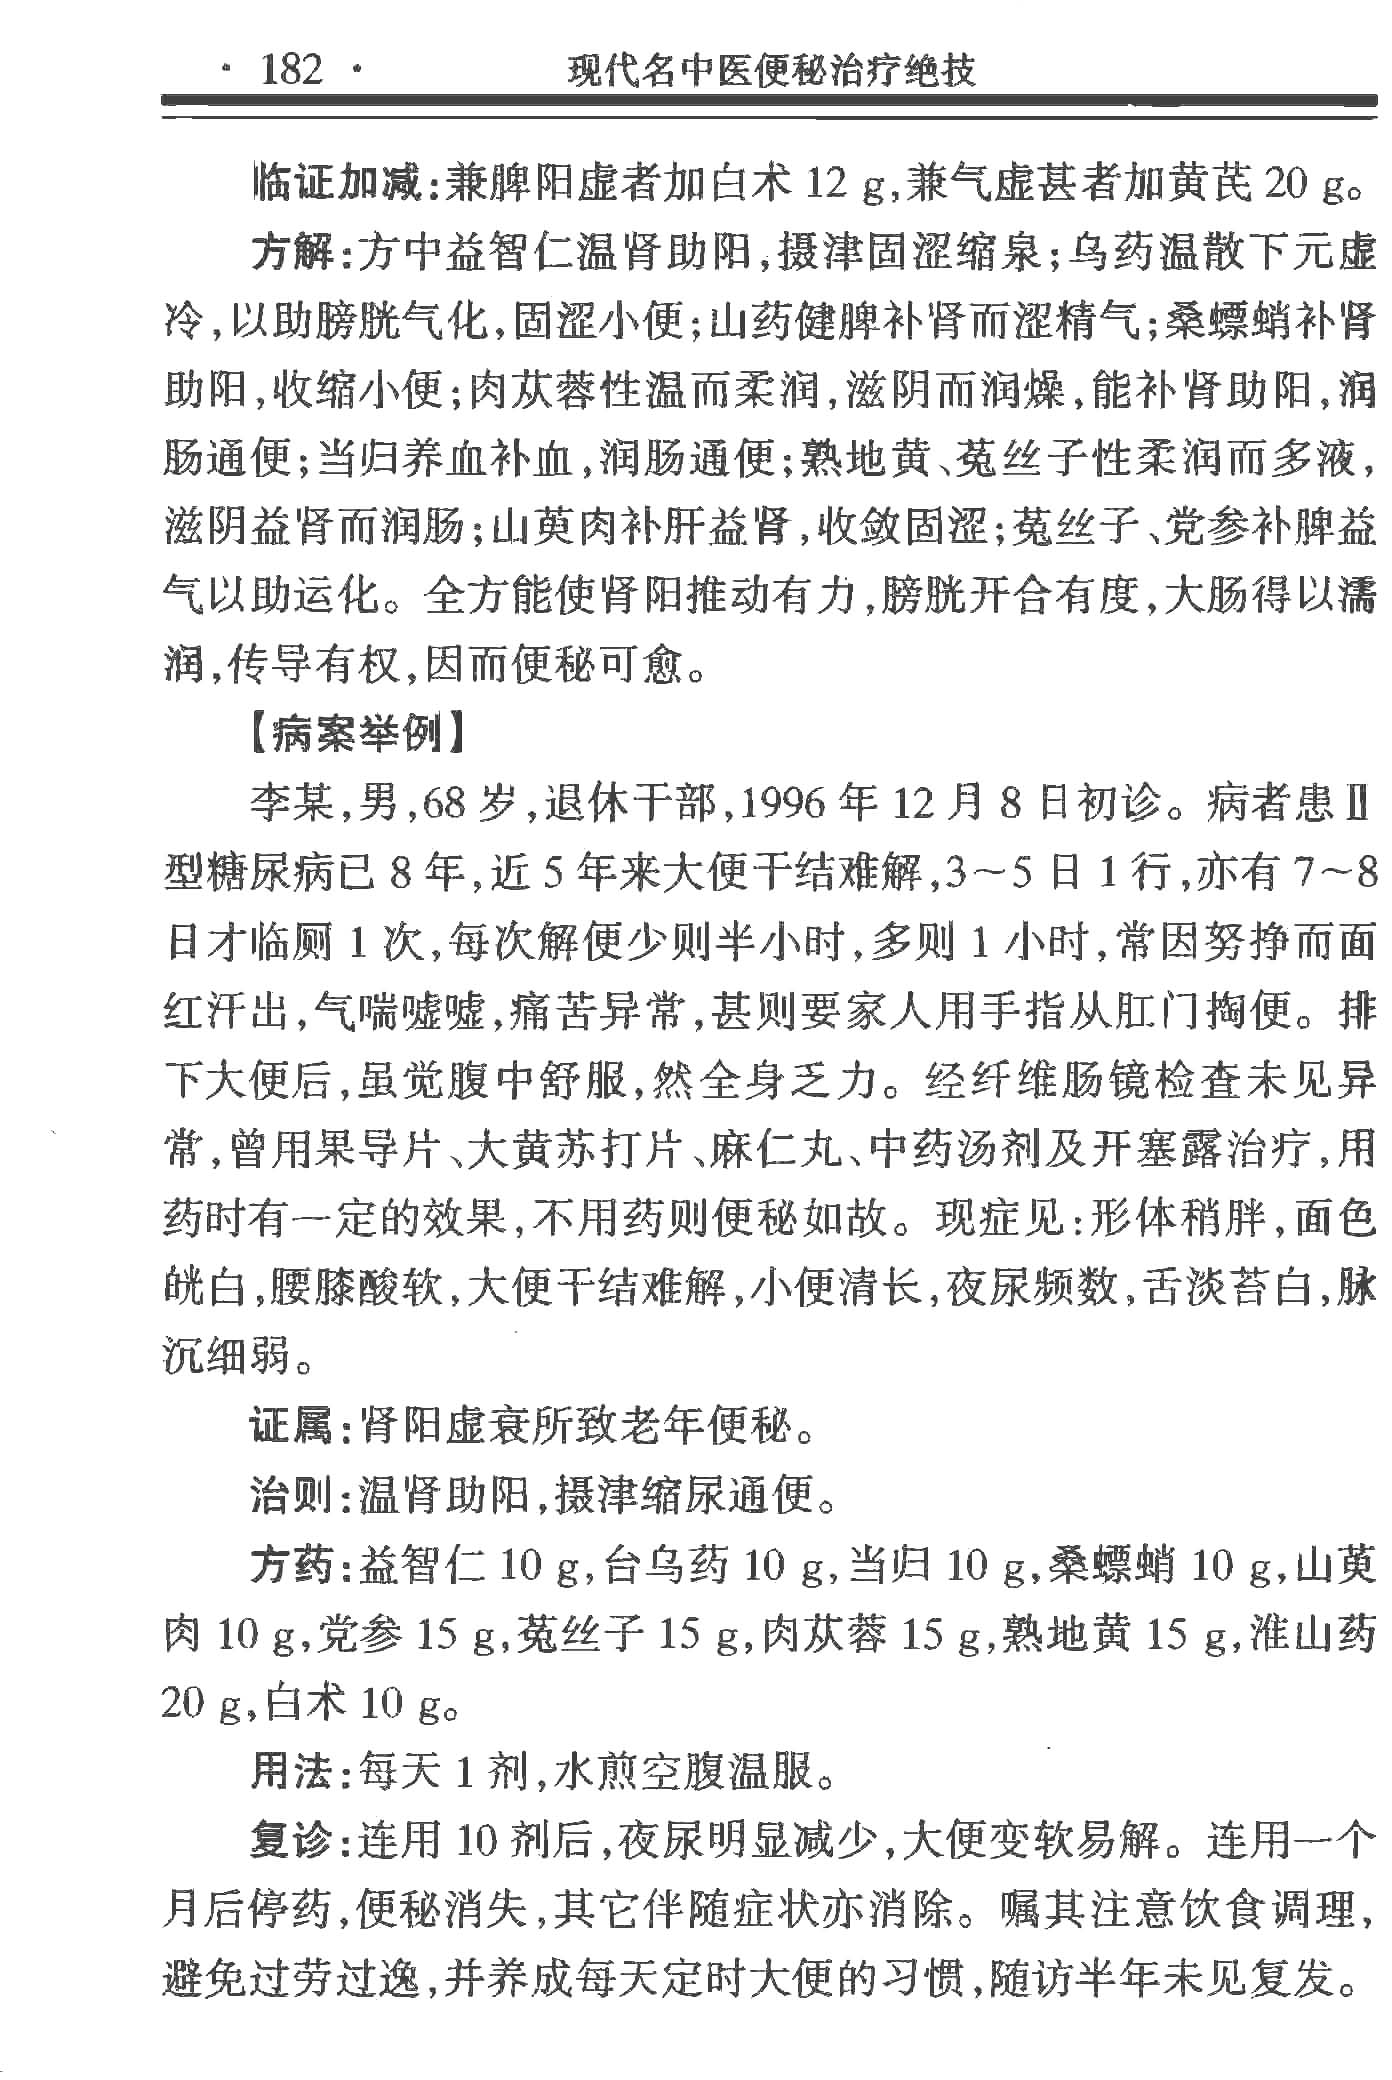 · 182 · 现代名中医便秘治疗绝技
临证加减:兼脾阳虚者加白术 12 g,兼气虚甚者加黄芪 20 g。
方解:方中益智仁温肾助阳,摄津固涩缩泉;乌药温散下元虚
冷,以助膀胱气化,固涩小便;山药健脾补肾而涩精气;桑螵蛸补肾
助阳,收缩小便;肉苁蓉性温而柔润,滋阴而润燥,能补肾助阳,润
肠通便;当归养血补血,润肠通便;熟地黄、菟丝子性柔润而多液,
滋阴益肾而润肠;山萸肉补肝益肾,收敛固涩;菟丝子、党参补脾益
气以助运化。全方能使肾阳推动有力,膀胱开合有度,大肠得以濡
润,传导有权,因而便秘可愈。
【病案举例】
李某,男,68 岁,退休干部,1996 年 12 月 8 日初诊。病者患Ⅱ
型糖尿病已 8 年,近 5 年来大便干结难解,3～5 日 1 行,亦有 7～8
日才临厕 1 次,每次解便少则半小时,多则 1 小时,常因努挣而面
红汗出,气喘嘘嘘,痛苦异常,甚则要家人用手指从肛门掏便。排
下大便后,虽觉腹中舒服,然全身乏力。经纤维肠镜检查未见异
常,曾用果导片、大黄苏打片、麻仁丸、中药汤剂及开塞露治疗,用
药时有一定的效果,不用药则便秘如故。现症见:形体稍胖,面色
㿠白,腰膝酸软,大便干结难解,小便清长,夜尿频数,舌淡苔白,脉
沉细弱。
证属:肾阳虚衰所致老年便秘。
治则:温肾助阳,摄津缩尿通便。
方药:益智仁 10 g,台乌药 10 g,当归 10 g,桑螵蛸 10 g,山萸
肉 10 g,党参 15 g,菟丝子 15 g,肉苁蓉 15 g,熟地黄 15 g,淮山药
20 g,白术 10 g。
用法:每天 1 剂,水煎空腹温服。
复诊:连用 10 剂后,夜尿明显减少,大便变软易解。连用一个
月后停药,便秘消失,其它伴随症状亦消除。嘱其注意饮食调理,
避免过劳过逸,并养成每天定时大便的习惯,随访半年未见复发。